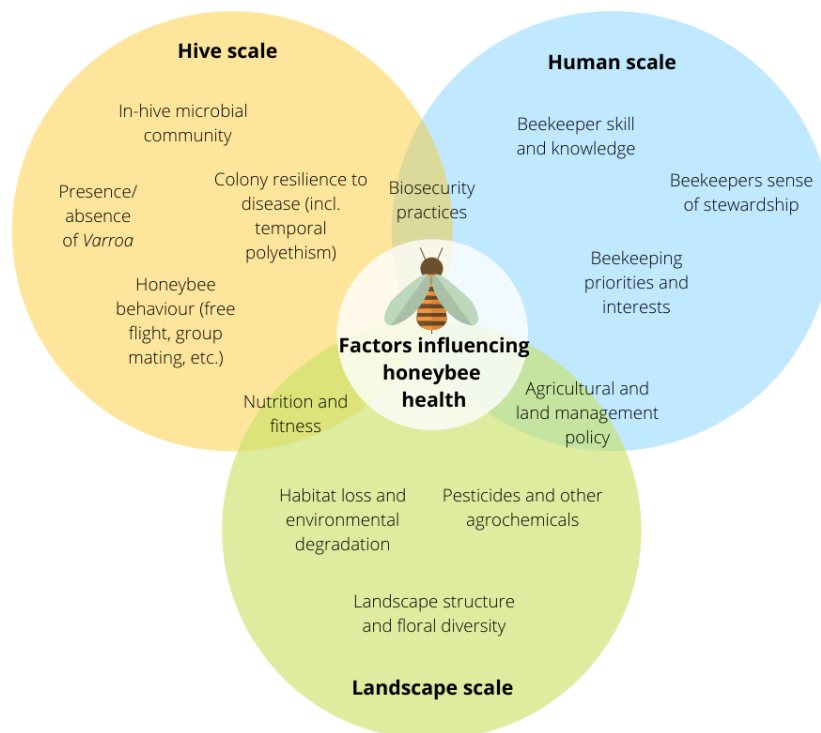 Hive scale
In-hive microbial
community
Presence/
absence
of Varroa
Colony resilience to
disease (incl.
temporal
polyethism)
Honeybee
behaviour (free
flight, group
mating, etc.)
Biosecurity
practices
Human scale
Beekeeper skill
and knowledge
Beekeepers sense
of stewardship
Beekeeping
priorities and
interests
Factors influencing
honeybee
health
Nutrition and
fitness
Agricultural and
land management
policy
Habitat loss and
environmental
degradation
Pesticides and other
agrochemicals
Landscape structure
and floral diversity
Landscape scale